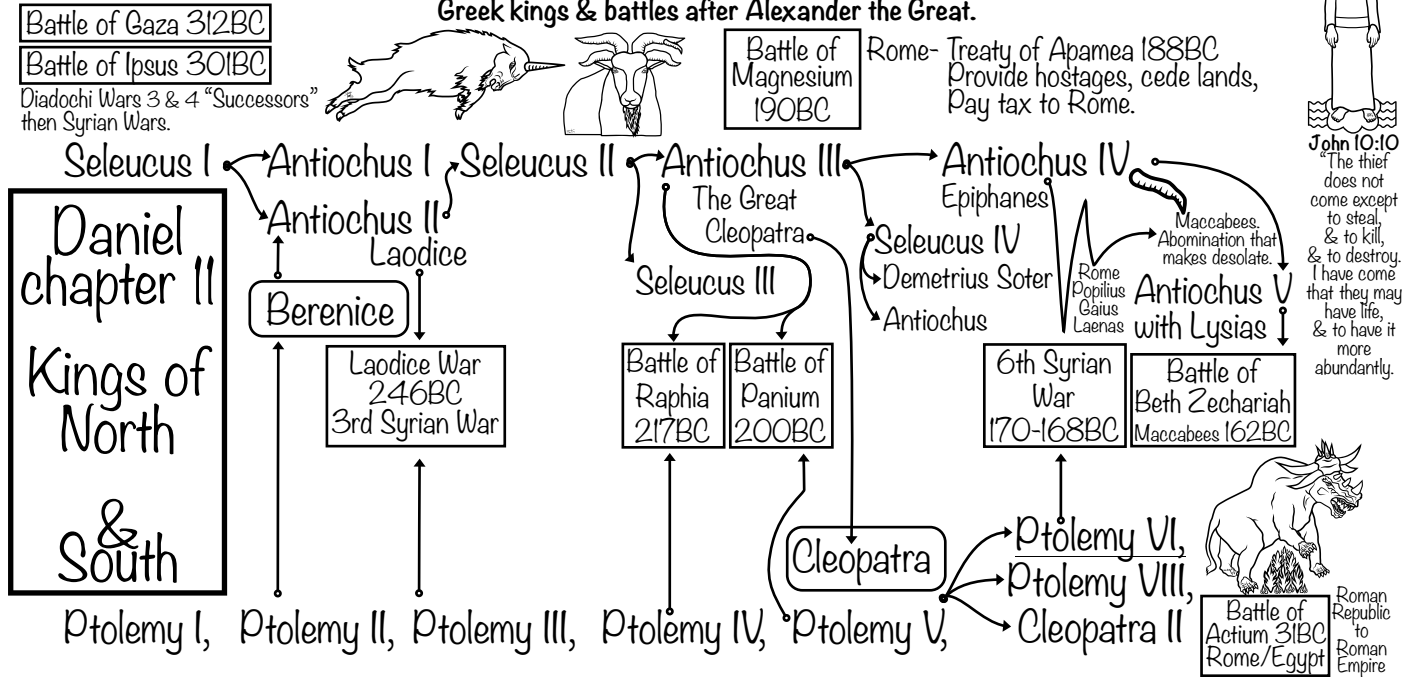 Greek kings & battles after Alexander the Great.
Battle of Gaza 312BC
Battle of Ipsus 301BC
Diadochi Wars 3 & 4 “Successors”
then Syrian Wars.
Battle of
Magnesium
190BC
Rome- Treaty of Apamea 188BC
Provide hostages, cede lands,
Pay tax to Rome.
Seleucus I
Antiochus I
Seleucus II
Antiochus III
Antiochus IV
Antiochus II
Laodice
The Great
Cleopatra
Epiphanes
Seleucus III
Seleucus IV
Demetrius Soter
Antiochus
Maccabees.
Abomination that
makes desolate.
Rome
Popilius
Gaius
Laenas
Antiochus V
with Lysias
John 10:10
“The thief
does not
come except
to steal,
& to kill,
& to destroy.
I have come
that they may
have life,
& to have it
more
abundantly.
Daniel
chapter 11
Kings of
North
&
South
Berenice
Laodice War
246BC
3rd Syrian War
Battle of
Raphia
217BC
Battle of
Panium
200BC
6th Syrian
War
170-168BC
Battle of
Beth Zechariah
Maccabees 162BC
Cleopatra
Ptolemy VI,
Ptolemy VIII,
Cleopatra II
Ptolemy I,
Ptolemy II,
Ptolemy III,
Ptolemy IV,
Ptolemy V,
Battle of
Actium 31BC
Rome/Egypt
Roman
Republic
to
Roman
Empire